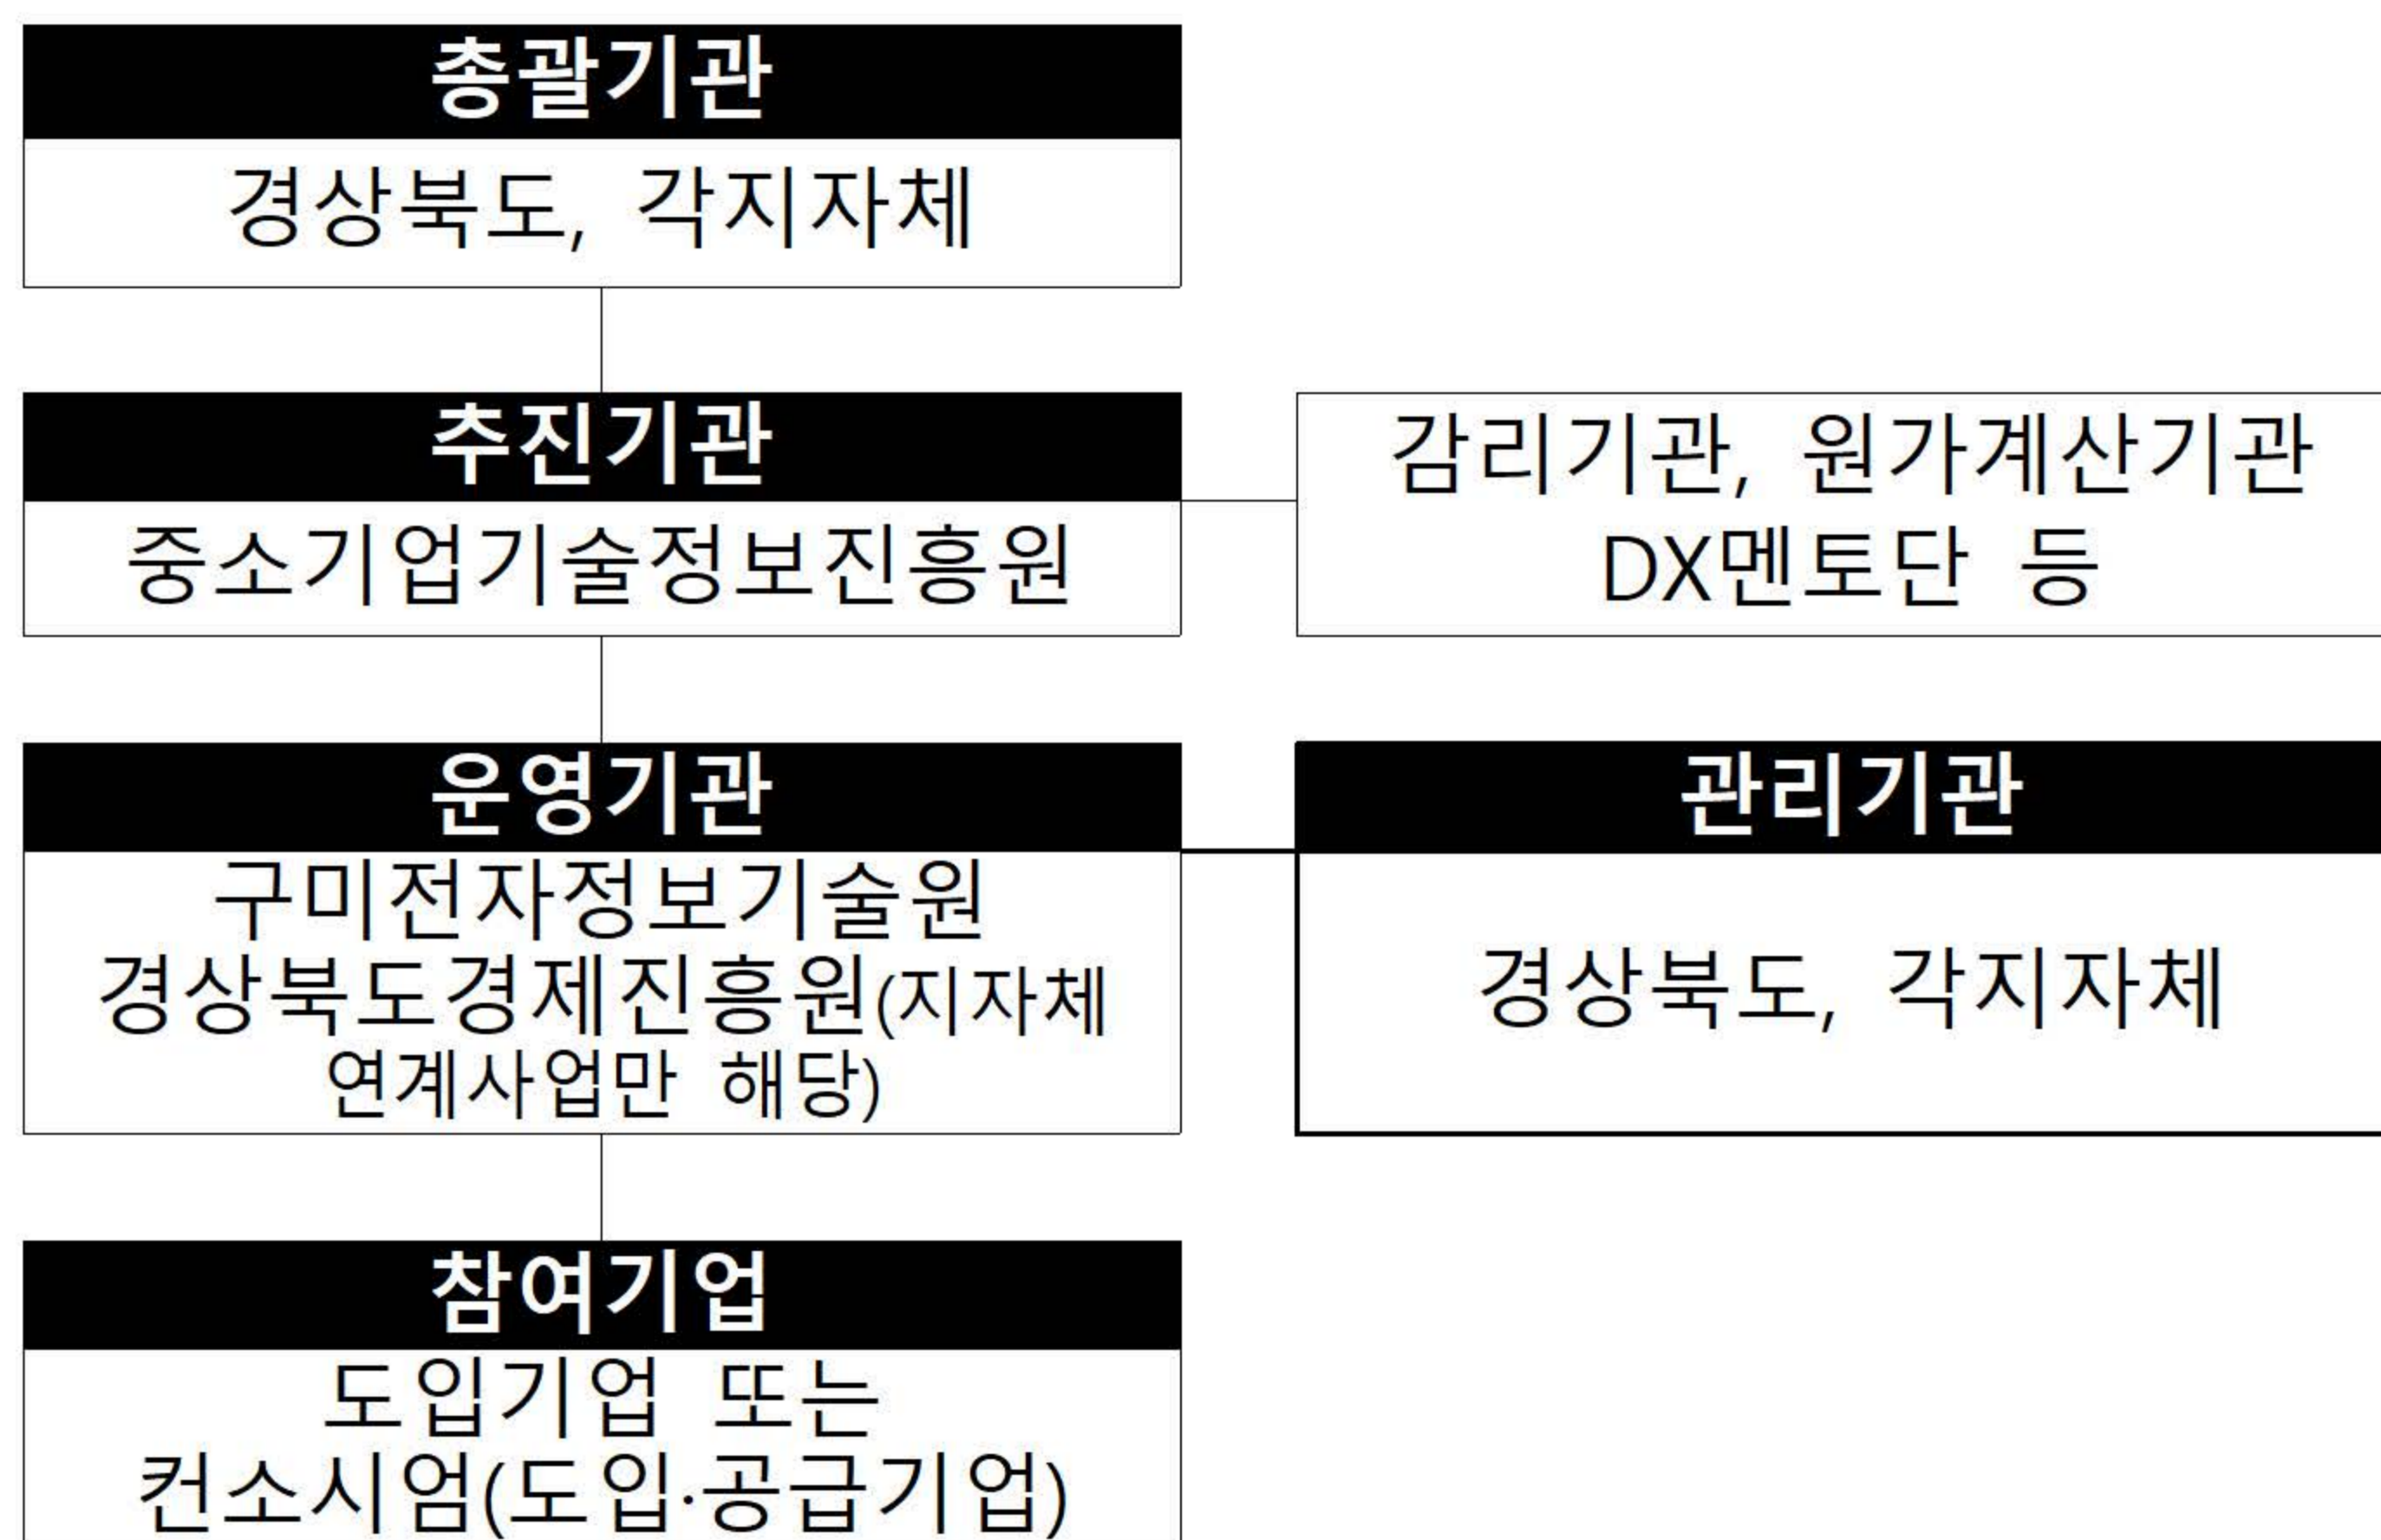 총괄기관
경상북도, 각지자체
추진기관
중소기업기술정보진흥원
감리기관, 원가계산기관
DX멘토단 등
운영기관
구미전자정보기술원
경상북도경제진흥원(지자체
연계사업만 해당)
관리기관
경상북도, 각지자체
참여기업
도입기업 또는
컨소시엄(도입·공급기업)